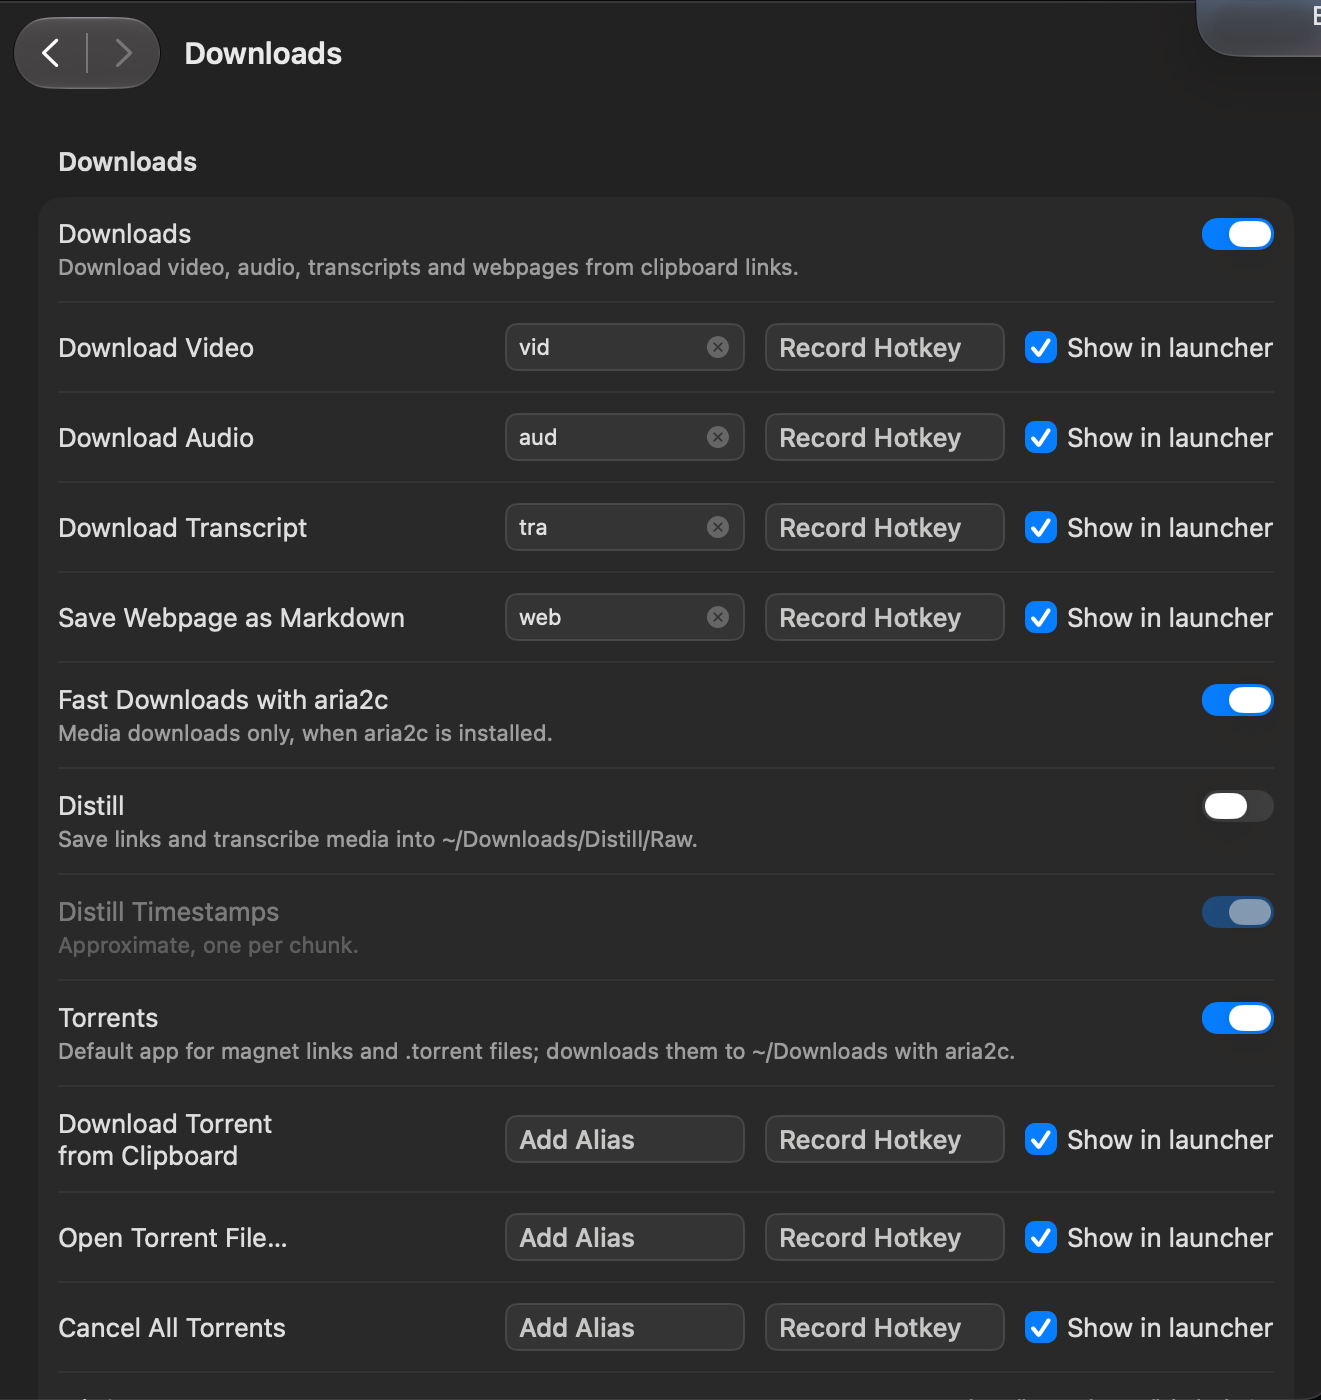 Downloads
Downloads
Downloads
Download video, audio, transcripts and webpages from clipboard links.
Download Video vid Record Hotkey Show in launcher
Download Audio aud Record Hotkey Show in launcher
Download Transcript tra Record Hotkey Show in launcher
Save Webpage as Markdown web Record Hotkey Show in launcher
Fast Downloads with aria2c
Media downloads only, when aria2c is installed.
Distill
Save links and transcribe media into ~/Downloads/Distill/Raw.
Distill Timestamps
Approximate, one per chunk.
Torrents
Default app for magnet links and .torrent files; downloads them to ~/Downloads with aria2c.
Download Torrent
from Clipboard Add Alias Record Hotkey Show in launcher
Open Torrent File... Add Alias Record Hotkey Show in launcher
Cancel All Torrents Add Alias Record Hotkey Show in launcher